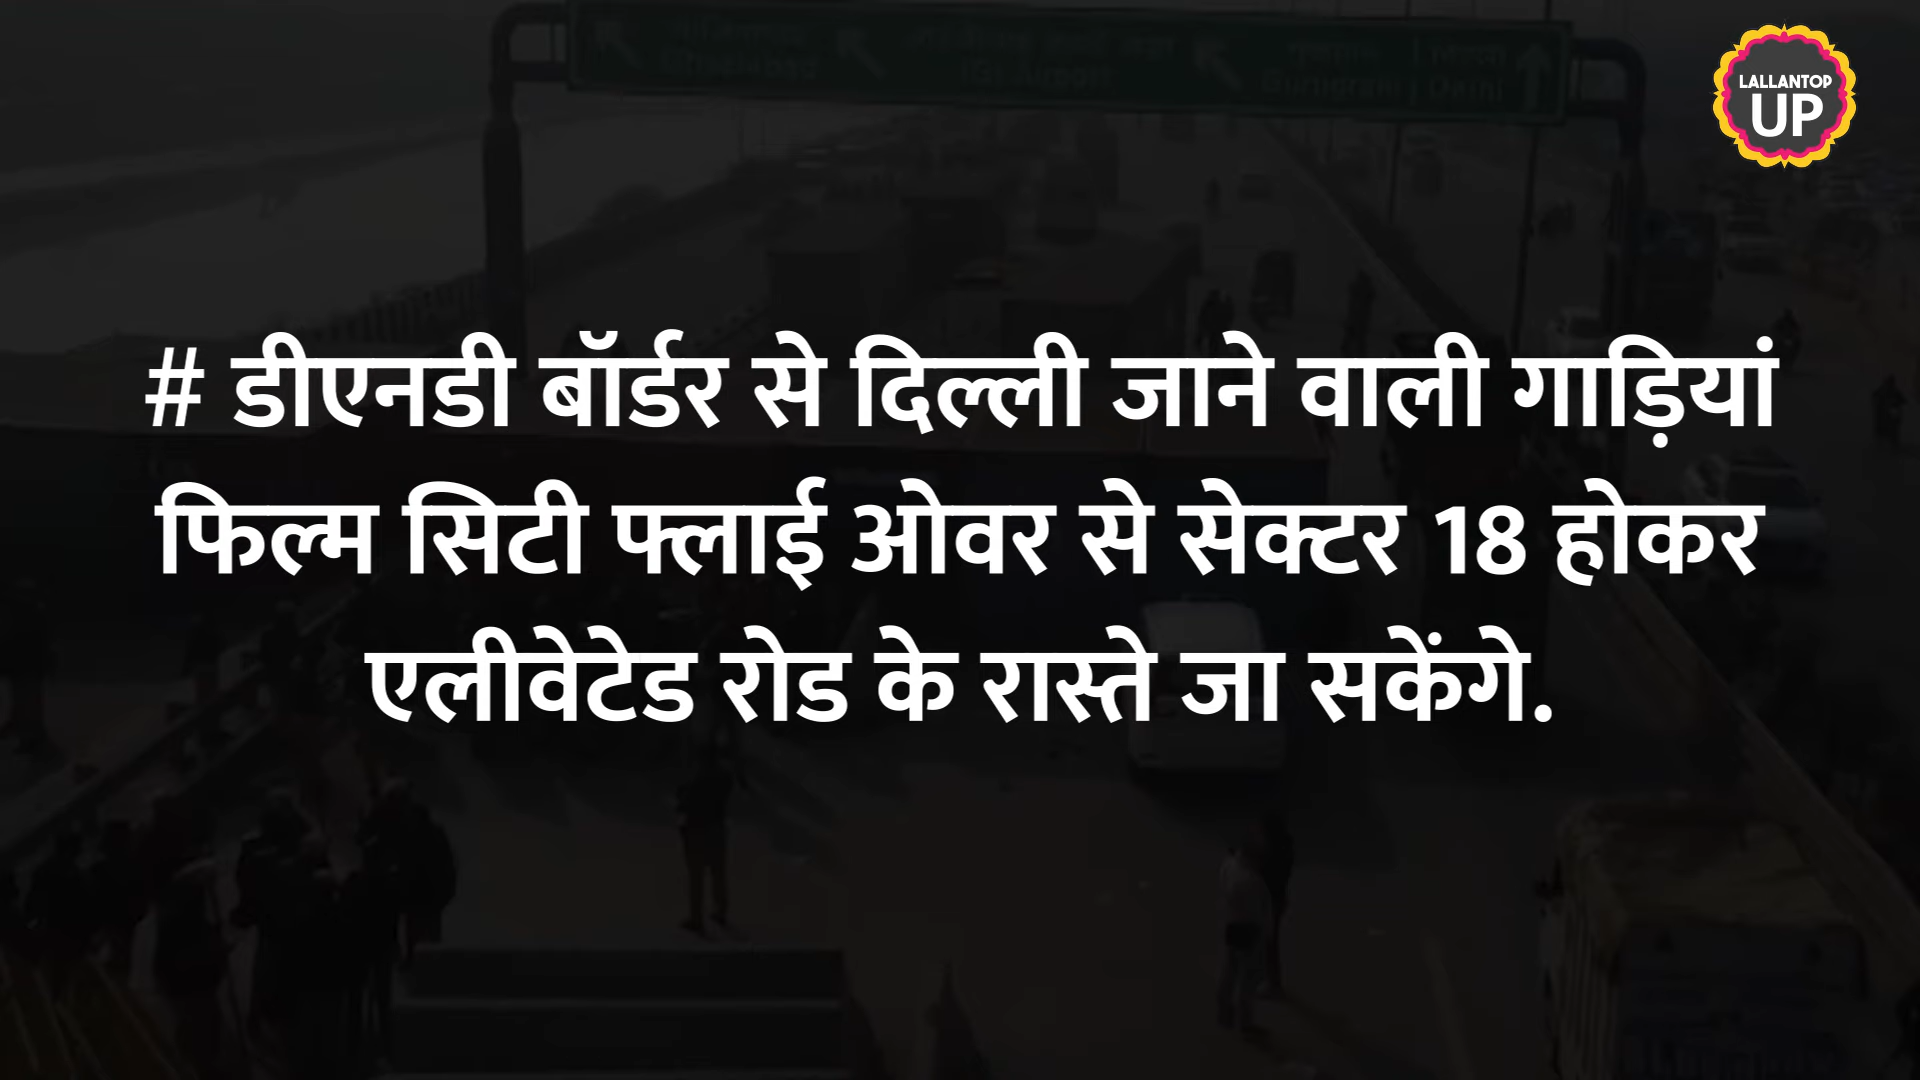 LALLANTOP
UP
# डीएनडी बॉर्डर से दिल्ली जाने वाली गाड़ियां
फिल्म सिटी फ्लाई ओवर से सेक्टर 18 होकर
एलीवेटेड रोड के रास्ते जा सकेंगे.